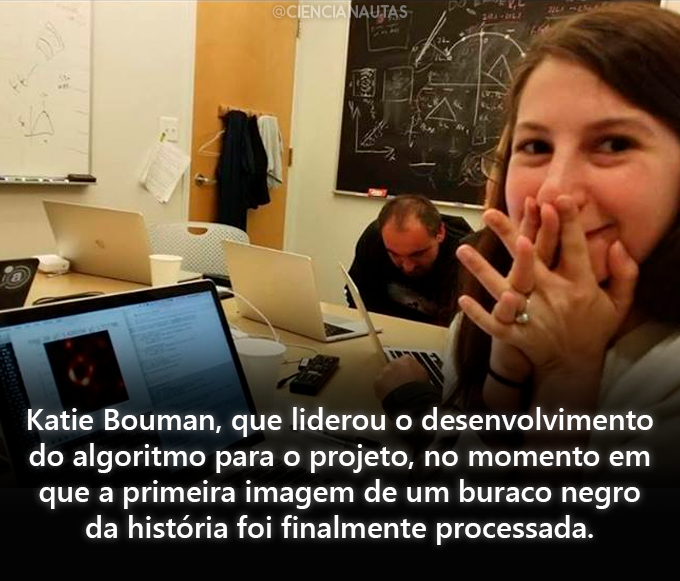 @CIENCIANAUTAS
Katie Bouman, que liderou o desenvolvimento
do algoritmo para o projeto, no momento em
que a primeira imagem de um buraco negro
da história foi finalmente processada.